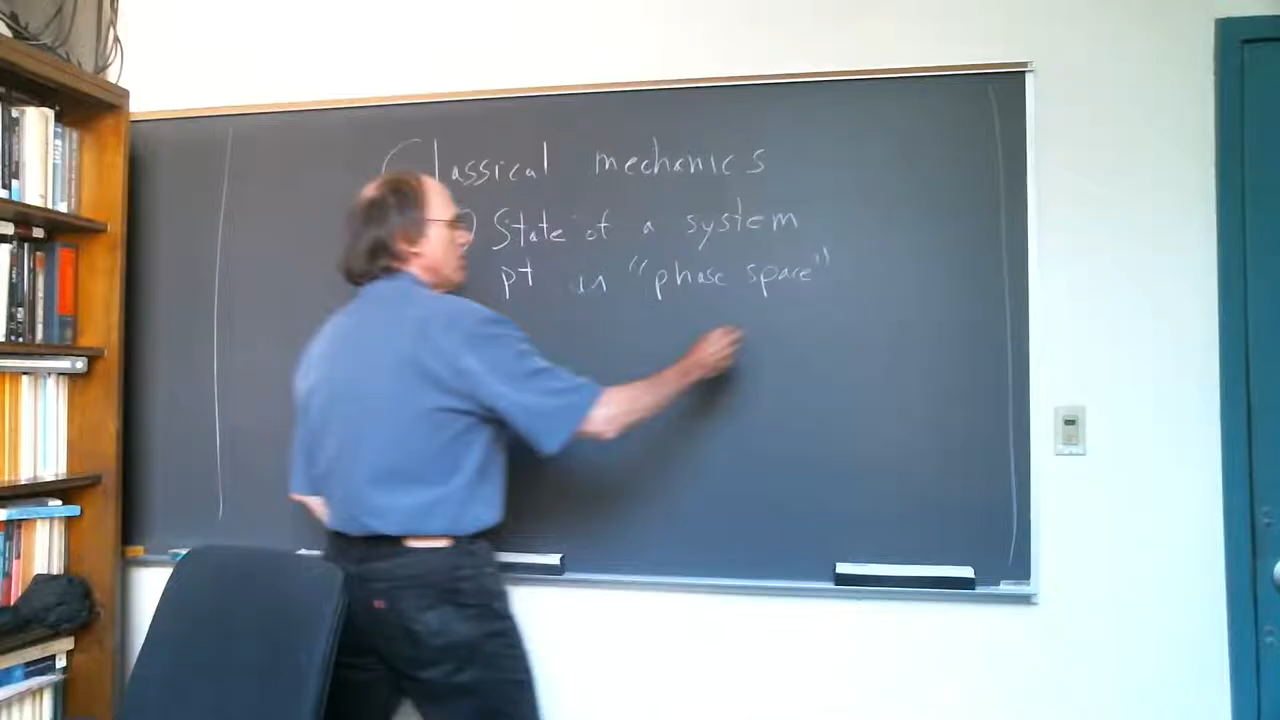 Classical mechanics
) State of a system
pt in "phase space"